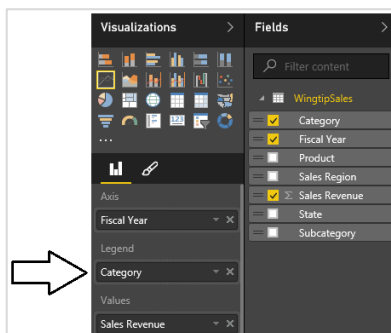 Visualizations
Fields
Filter content
WingtipSales
Category
Fiscal Year
Product
Sales Region
Σ Sales Revenue
State
Subcategory
123
...
Axis
Fiscal Year
Legend
Category
Values
Sales Revenue